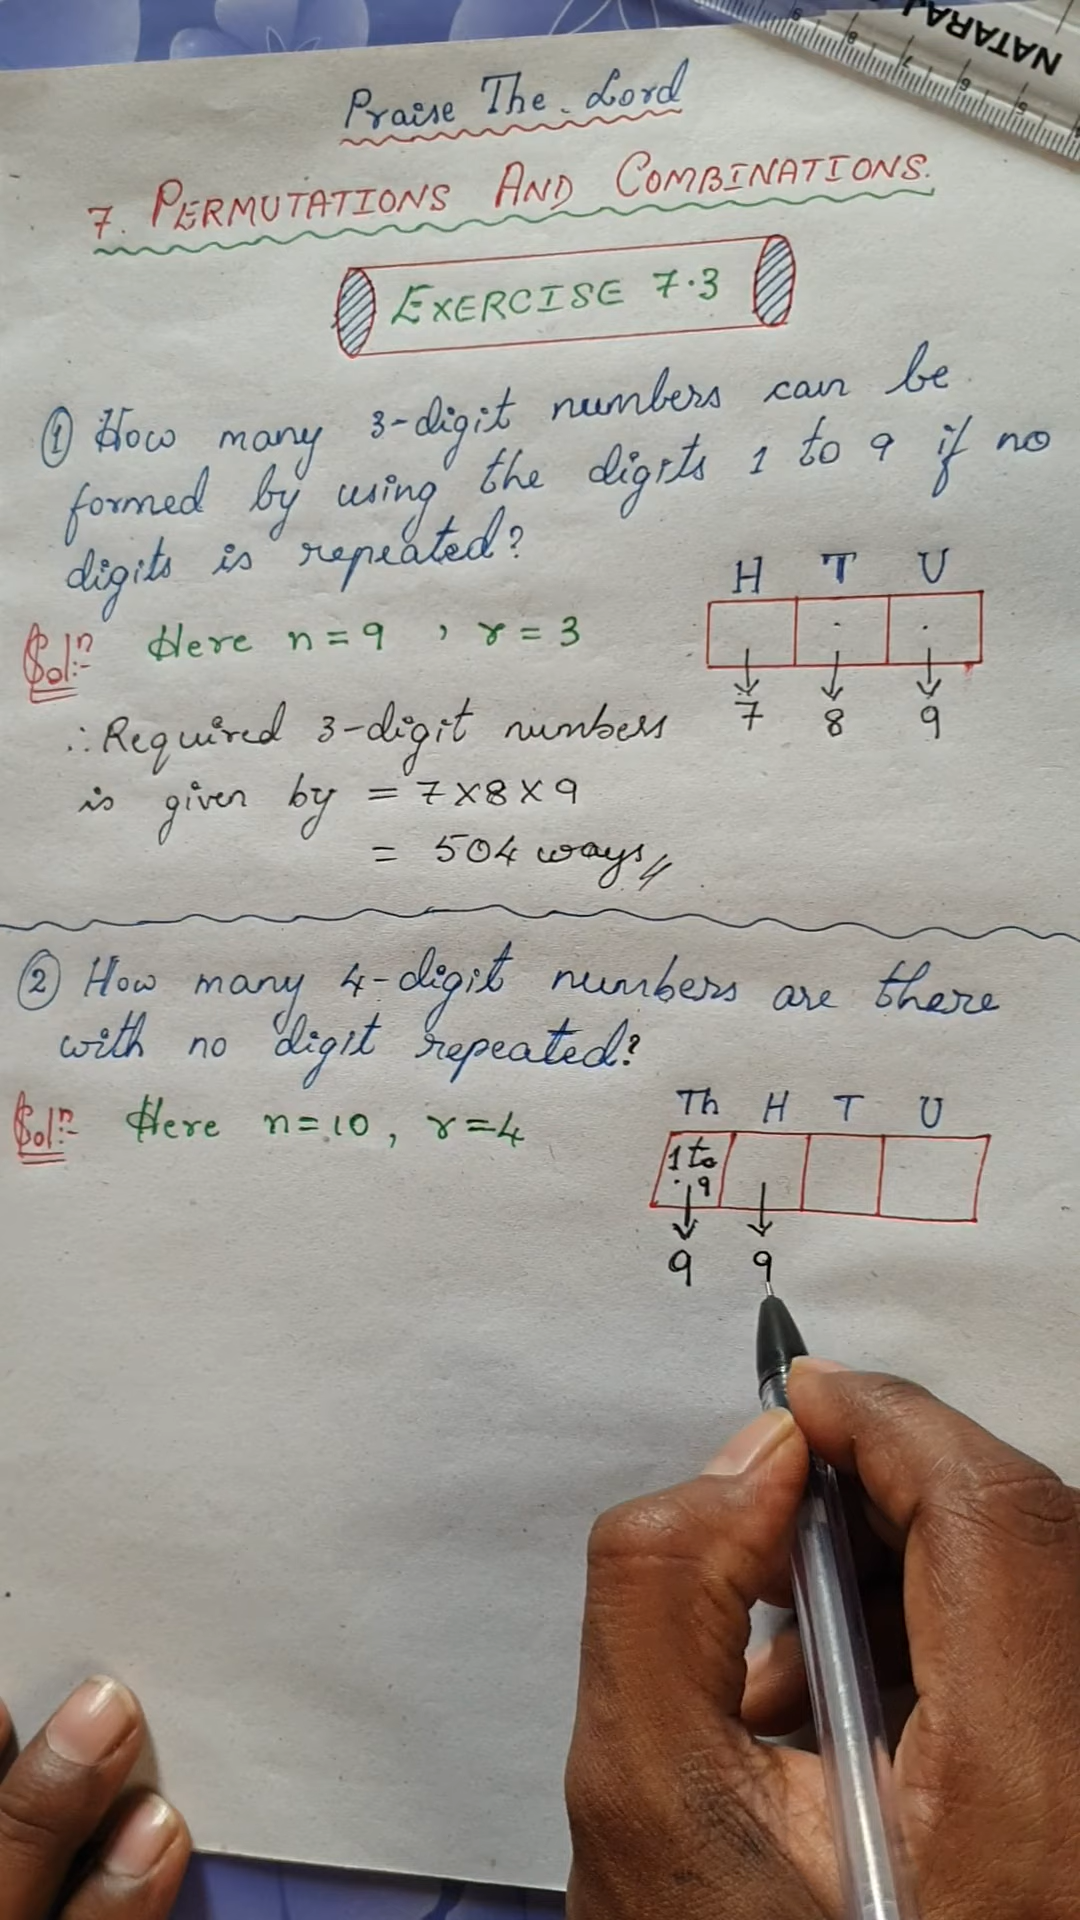 NATARAJ
Praise The Lord
7. PERMUTATIONS AND COMBINATIONS.
EXERCISE 7.3
① How many 3-digit numbers can be
formed by using the digits 1 to 9 if no
digits is repeated?
H T U
Soln:- Here n=9 , r=3
7 8 9
∴ Required 3-digit numbers
is given by = 7×8×9
= 504 ways//
② How many 4-digit numbers are there
with no digit repeated?
Th H T U
Soln:- Here n=10, r=4
1 to
9
9 9